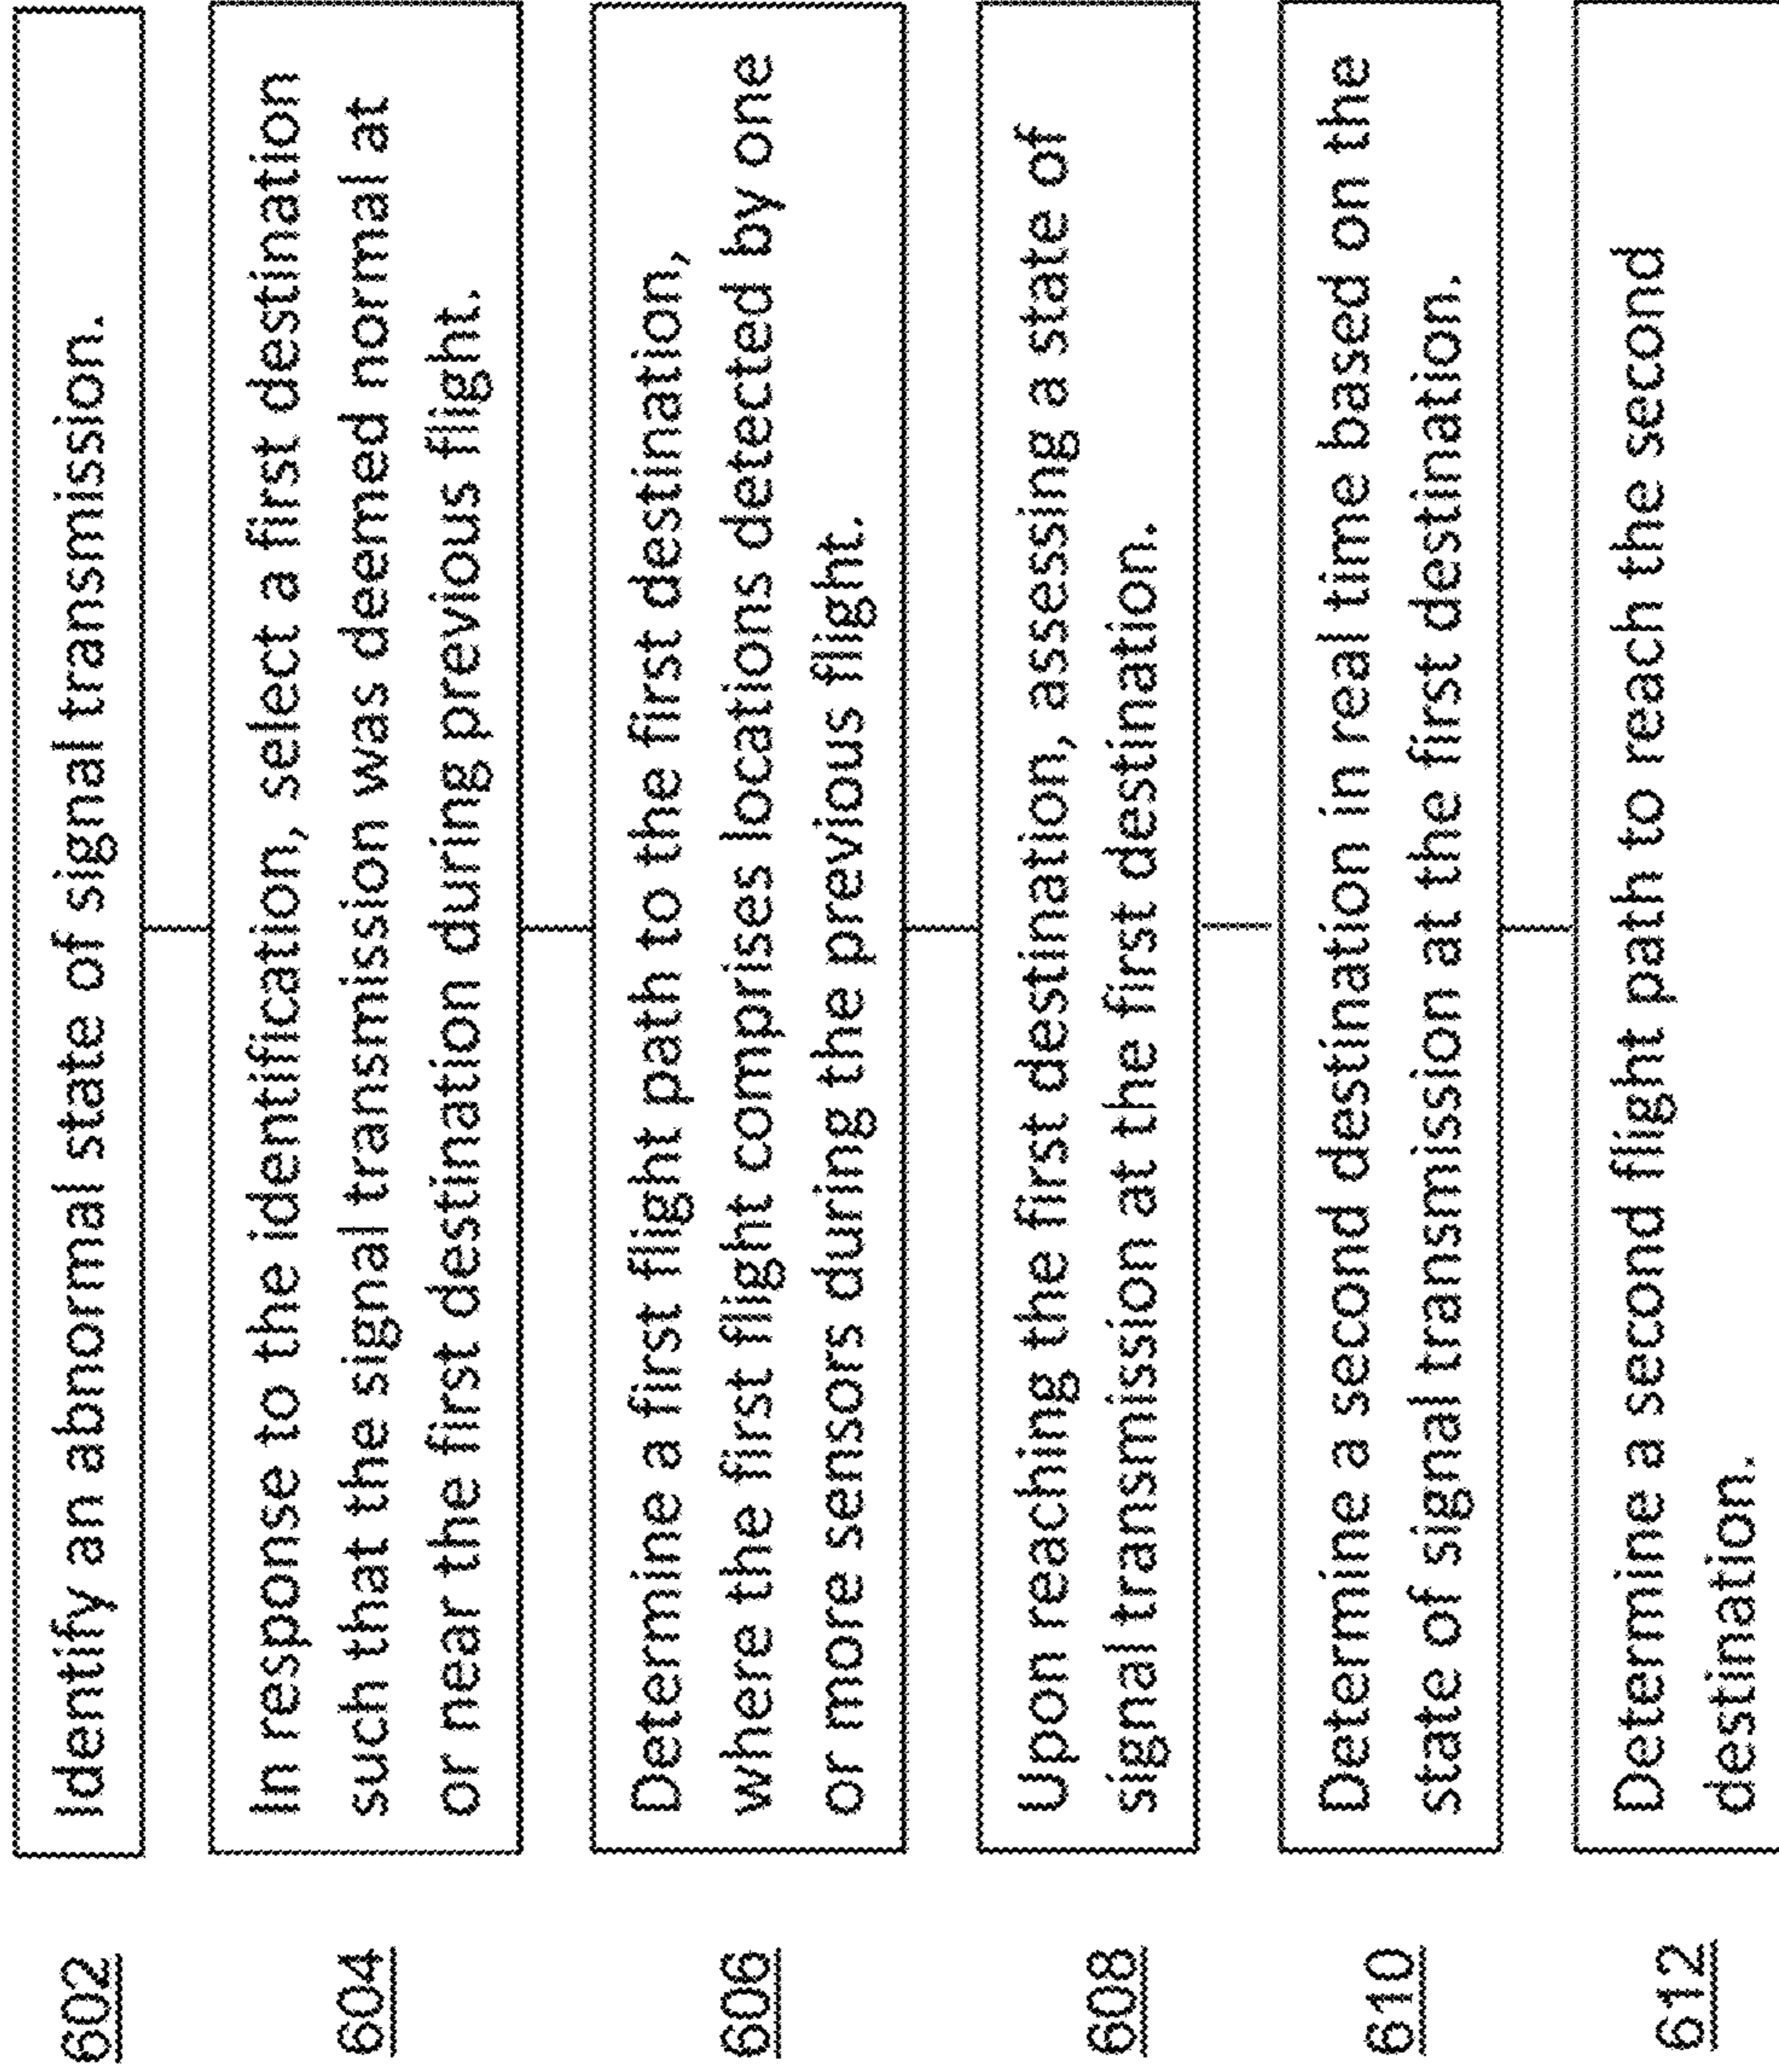 602
Identify an abnormal state of signal transmission.
604
In response to the identification, select a first destination
such that the signal transmission was deemed normal at
or near the first destination during previous flight.
606
Determine a first flight path to the first destination,
where the first flight comprises locations detected by one
or more sensors during the previous flight.
608
Upon reaching the first destination, assessing a state of
signal transmission at the first destination.
610
Determine a second destination in real time based on the
state of signal transmission at the first destination.
612
Determine a second flight path to reach the second
destination.